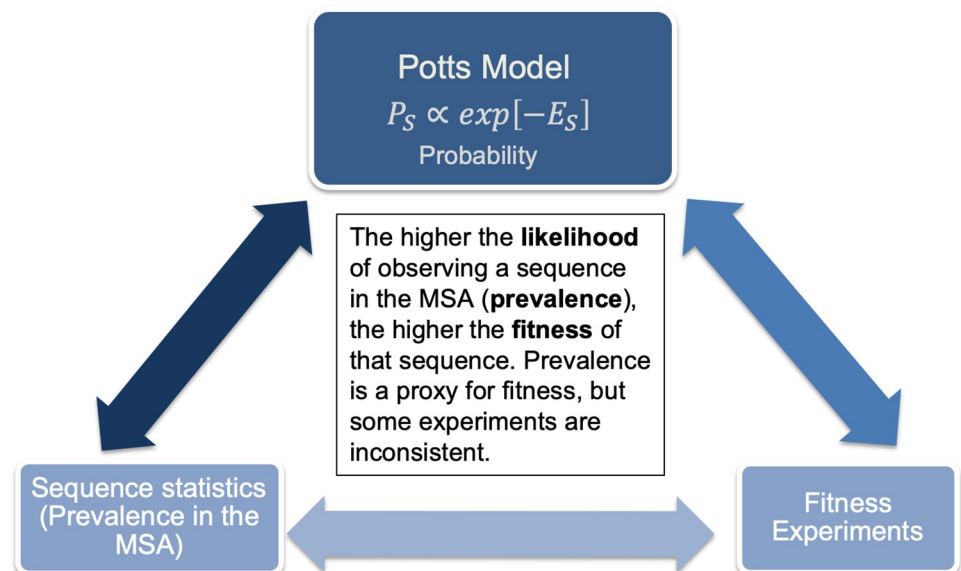 Potts Model
𝑃_𝑆 ∝ 𝑒𝑥𝑝[−𝐸_𝑆]
Probability
The higher the likelihood
of observing a sequence
in the MSA (prevalence),
the higher the fitness of
that sequence. Prevalence
is a proxy for fitness, but
some experiments are
inconsistent.
Sequence statistics
(Prevalence in the
MSA)
Fitness
Experiments